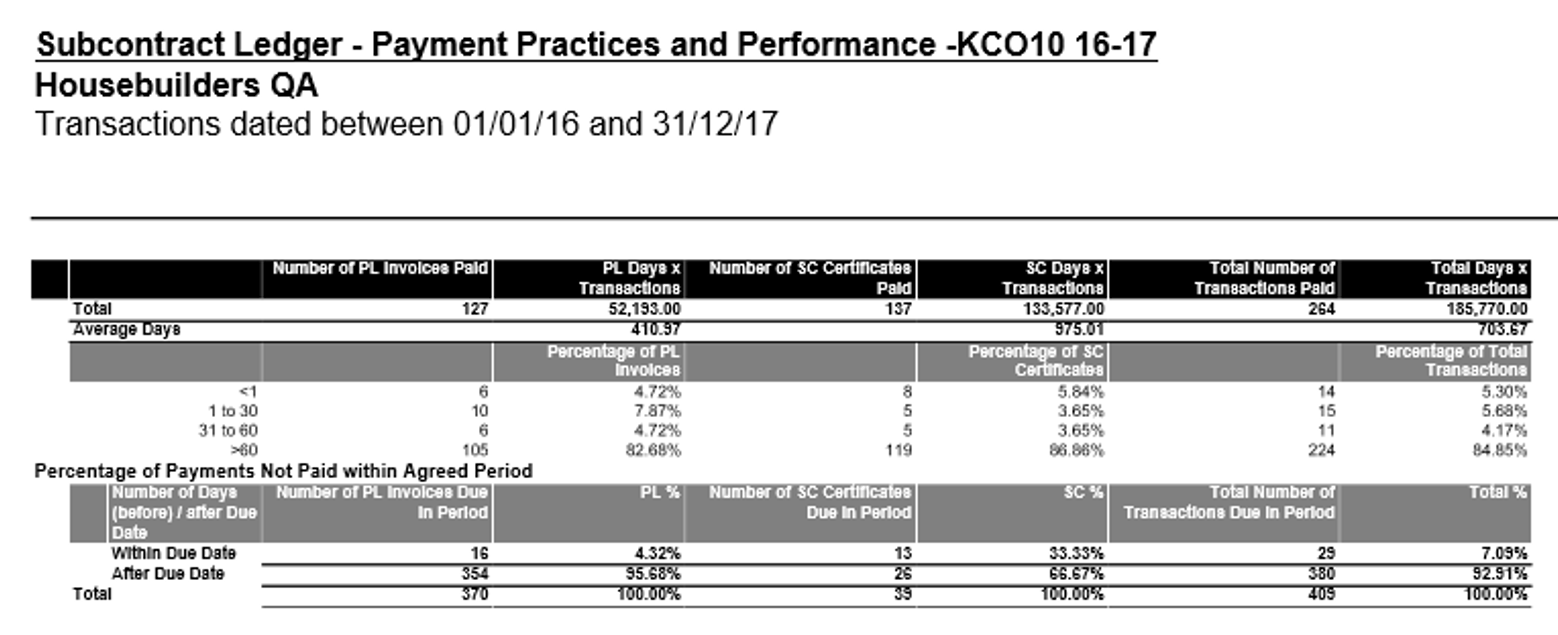 Subcontract Ledger - Payment Practices and Performance -KCO10 16-17
Housebuilders QA
Transactions dated between 01/01/16 and 31/12/17
Number of PL Invoices Paid PL Days x Transactions Number of SC Certificates Paid SC Days x Transactions Total Number of Transactions Paid Total Days x Transactions
Total 127 52,193.00 137 133,577.00 264 185,770.00
Average Days 410.97 975.01 703.67
Percentage of PL Invoices Percentage of SC Certificates Percentage of Total Transactions
<1 6 4.72% 8 5.84% 14 5.30%
1 to 30 10 7.87% 5 3.65% 15 5.68%
31 to 60 6 4.72% 5 3.65% 11 4.17%
>60 105 82.68% 119 86.86% 224 84.85%
Percentage of Payments Not Paid within Agreed Period
Number of Days (before) / after Due Date Number of PL Invoices Due In Period PL % Number of SC Certificates Due In Period SC % Total Number of Transactions Due In Period Total %
Within Due Date 16 4.32% 13 33.33% 29 7.09%
After Due Date 354 95.68% 26 66.67% 380 92.91%
Total 370 100.00% 39 100.00% 409 100.00%